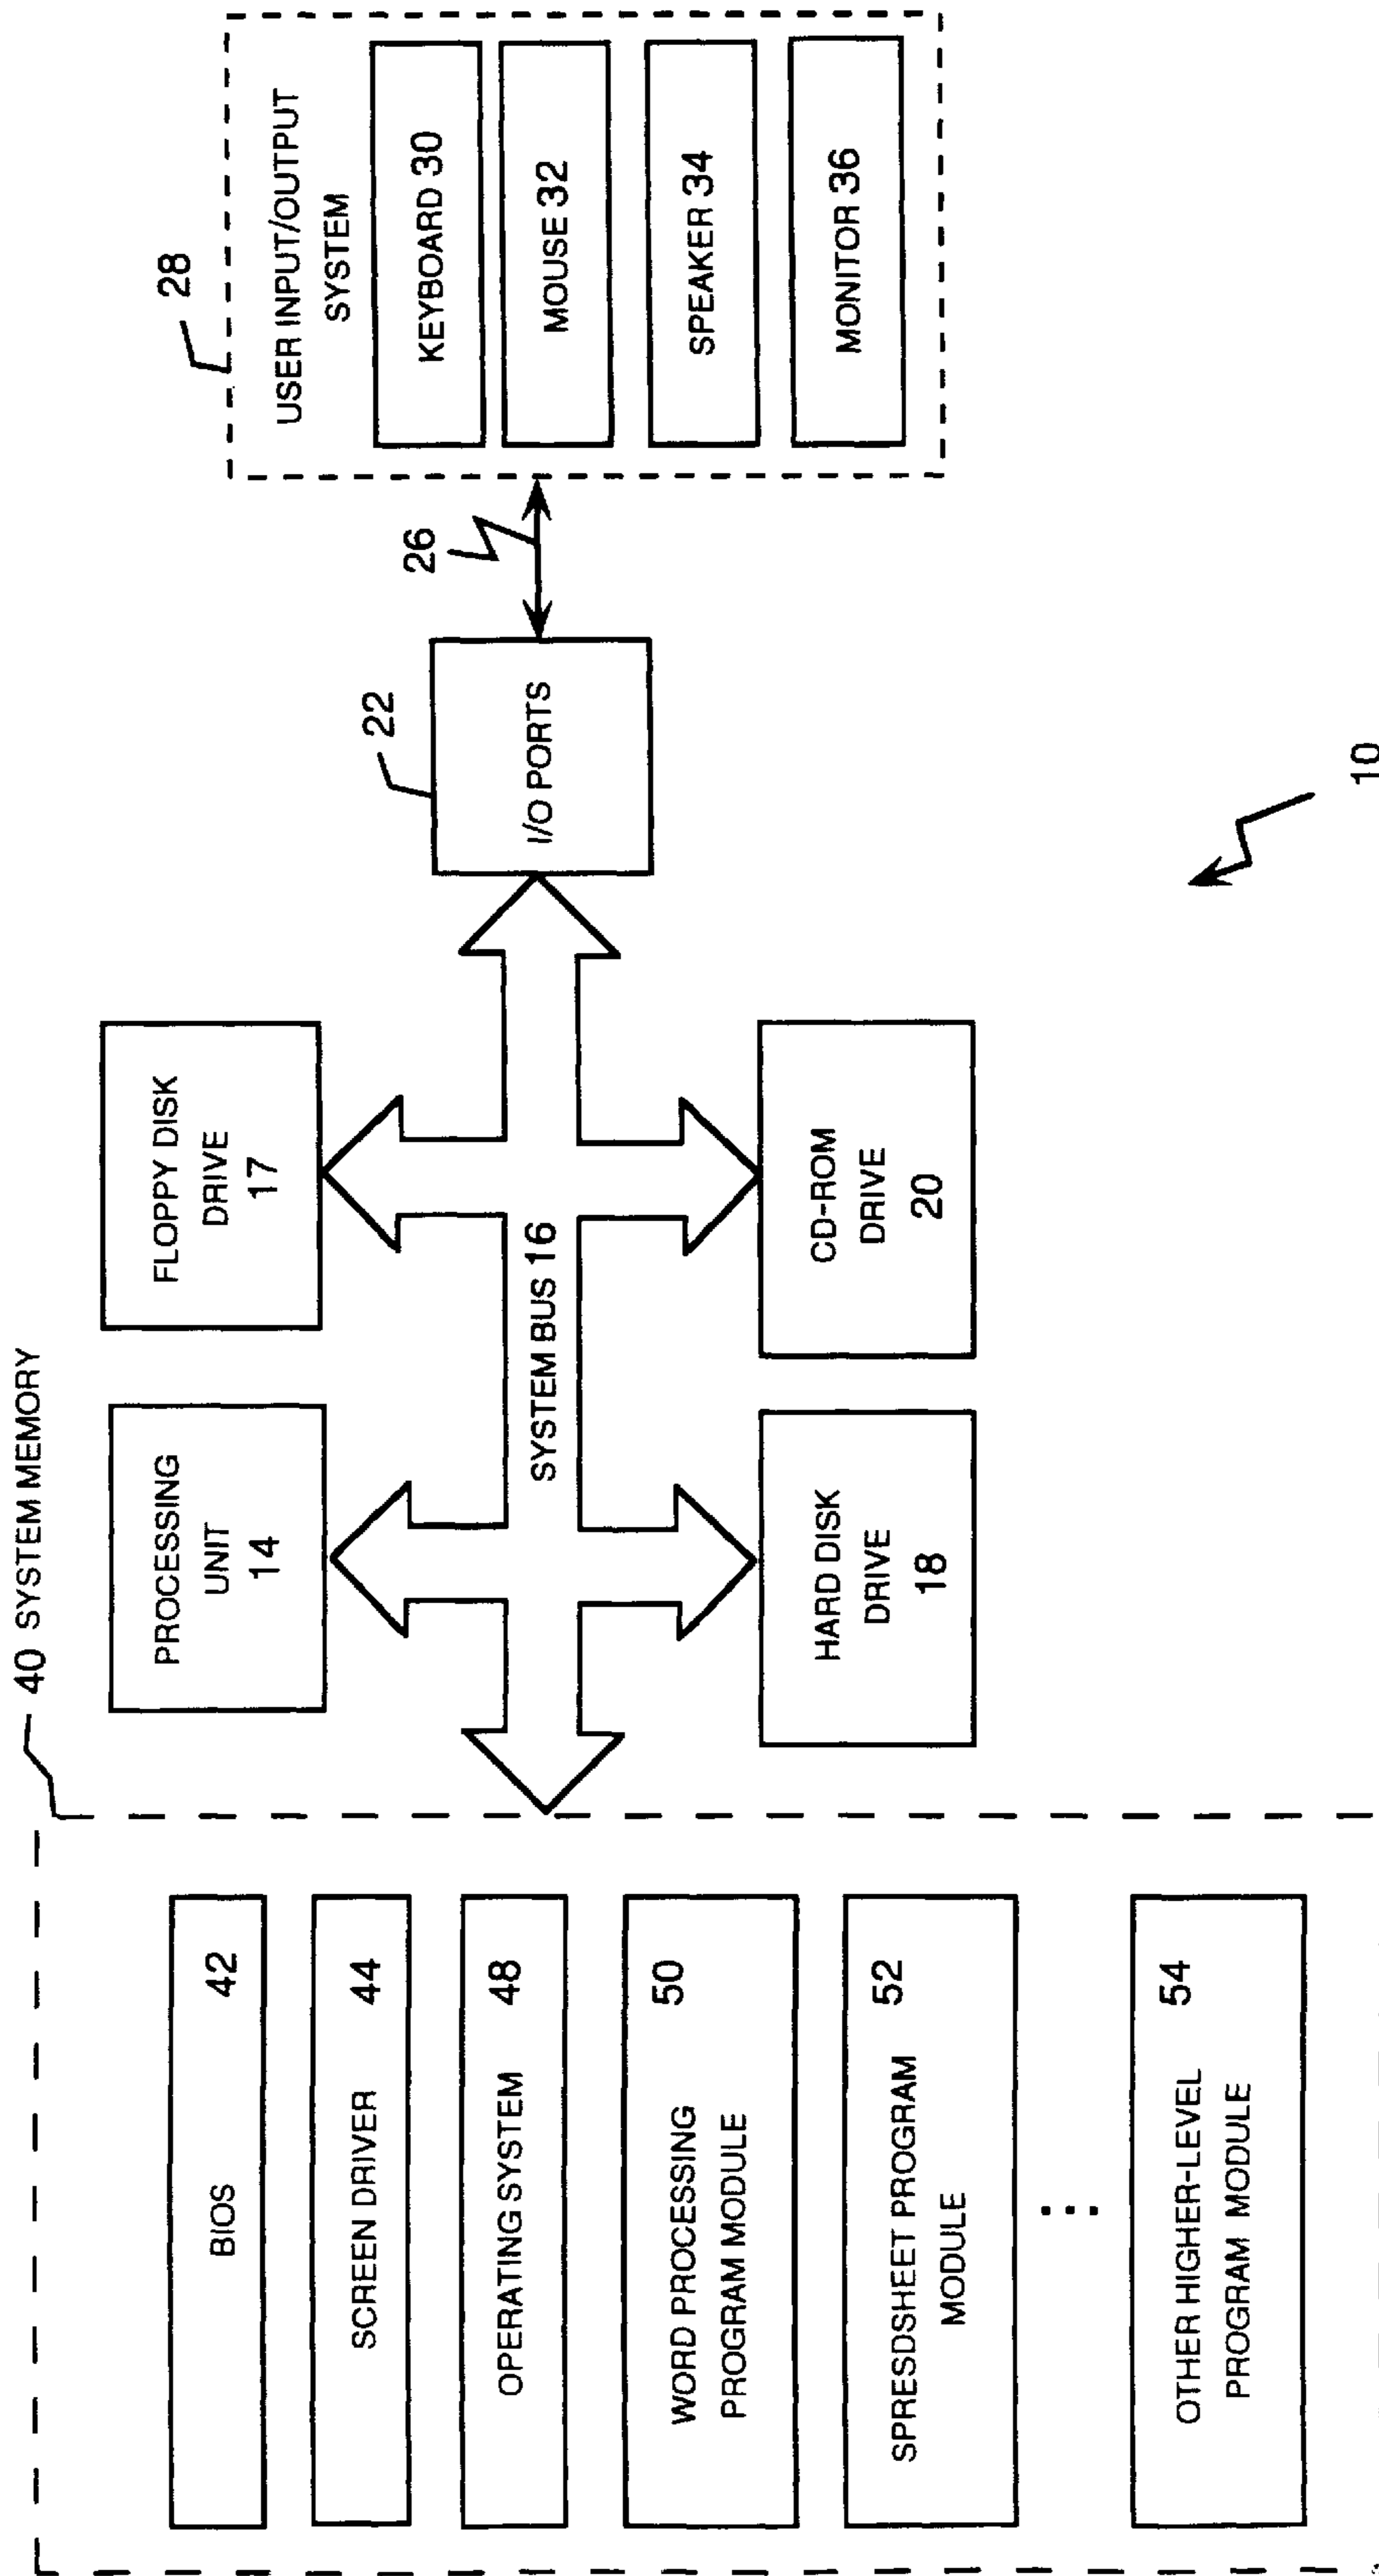 40 SYSTEM MEMORY
BIOS 42
SCREEN DRIVER 44
OPERATING SYSTEM 48
WORD PROCESSING 50
PROGRAM MODULE
SPRESDSHEET PROGRAM 52
MODULE
...
OTHER HIGHER-LEVEL 54
PROGRAM MODULE
PROCESSING
UNIT
14
FLOPPY DISK
DRIVE
17
SYSTEM BUS 16
HARD DISK
DRIVE
18
CD-ROM
DRIVE
20
22
I/O PORTS
26
28
USER INPUT/OUTPUT
SYSTEM
KEYBOARD 30
MOUSE 32
SPEAKER 34
MONITOR 36
10